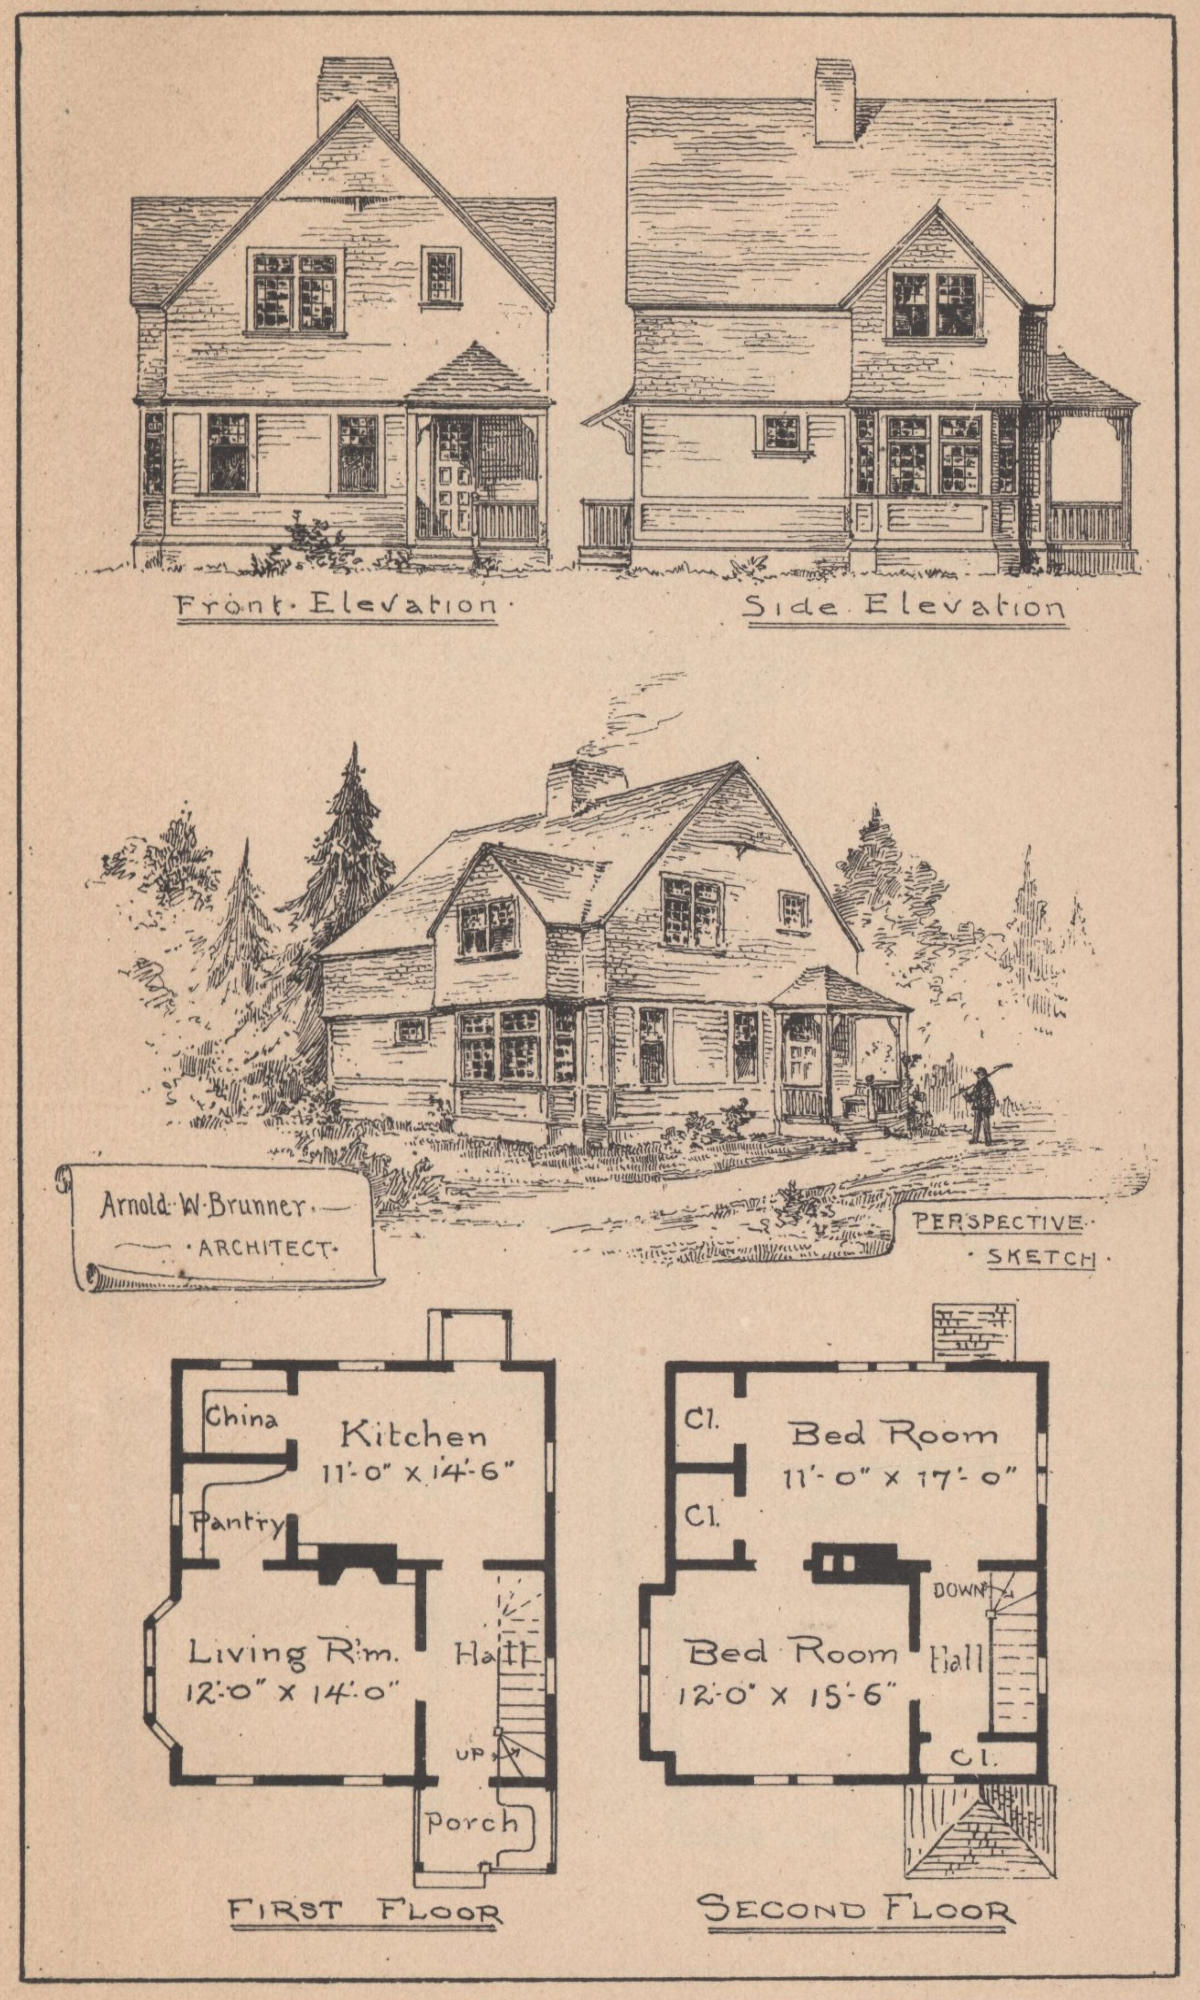 Front Elevation
Side Elevation
Arnold W. Brunner
ARCHITECT
PERSPECTIVE
SKETCH
China
Kitchen
11'-0" x 14'-6"
Pantry
Living R'm.
12'-0" x 14'-0"
Hall
UP
Porch
FIRST FLOOR
Cl.
Bed Room
11'-0" x 17'-0"
Cl.
DOWN
Bed Room
12'-0" x 15'-6"
Hall
Cl.
SECOND FLOOR